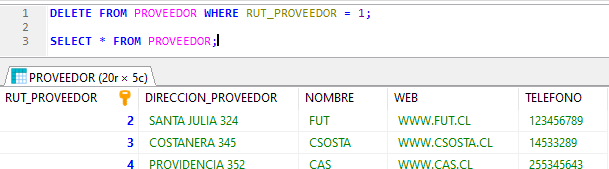 1 DELETE FROM PROVEEDOR WHERE RUT_PROVEEDOR = 1;
2
3 SELECT * FROM PROVEEDOR;
PROVEEDOR (20r × 5c)
RUT_PROVEEDOR DIRECCION_PROVEEDOR NOMBRE WEB TELEFONO
2 SANTA JULIA 324 FUT WWW.FUT.CL 123456789
3 COSTANERA 345 CSOSTA WWW.CSOSTA.CL 14533289
4 PROVIDENCIA 352 CAS WWW.CAS.CL 255345643